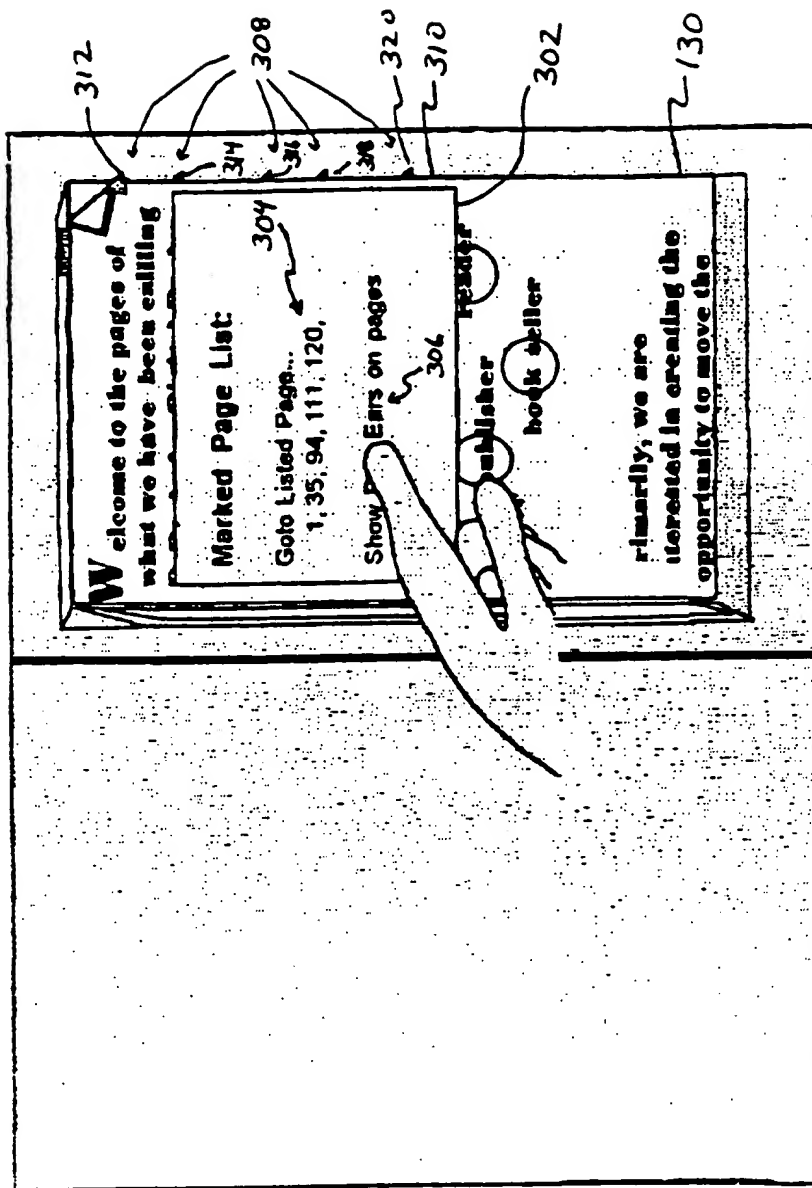 Welcome to the pages of
what we have been calling
Marked Page List:
Goto Listed Page...
1, 35, 94, 111, 120,
Show Ears on pages
reader
book seller
rimarily, we are
iterested in creating the
opportunity to move the
304
306
312
308
314
316
318
320
310
302
130